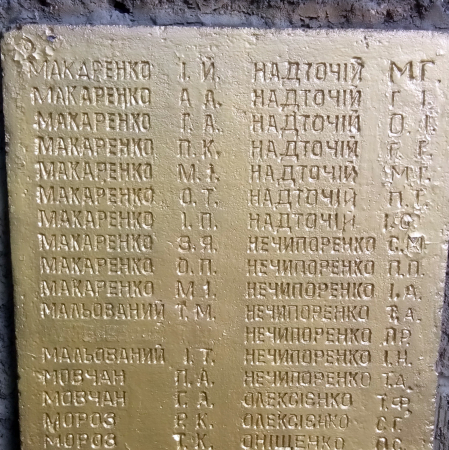 МАКАРЕНКО І. Й. НАДТОЧІЙ М.Г.
МАКАРЕНКО А А. НАДТОЧІЙ Г. І.
МАКАРЕНКО Г. А. НАДТОЧІЙ О. І.
МАКАРЕНКО П. К. НАДТОЧІЙ
МАКАРЕНКО М. І. НАДТОЧІЙ М.Г.
МАКАРЕНКО О. Т. НАДТОЧІЙ П. Г.
МАКАРЕНКО І. П. НАДТОЧІЙ І. С.
МАКАРЕНКО З. Я. НЕЧИПОРЕНКО С.М
МАКАРЕНКО О. П. НЕЧИПОРЕНКО П.П.
МАКАРЕНКО М. І. НЕЧИПОРЕНКО І. А
МАЛЬОВАНИЙ Т. М. НЕЧИПОРЕНКО Т.А.
НЕЧИПОРЕНКО
МАЛЬОВАНИЙ І. Т. НЕЧИПОРЕНКО І.Н.
МОВЧАН П. А. НЕЧИПОРЕНКО Т.А.
МОВЧАН Г. А. ОЛЕКСІЄНКО Т.Ф.
МОРОЗ К. ОЛЕКСІЄНКО С.Г.
МОРОЗ Т. К. ОНІЩЕНКО О.С.